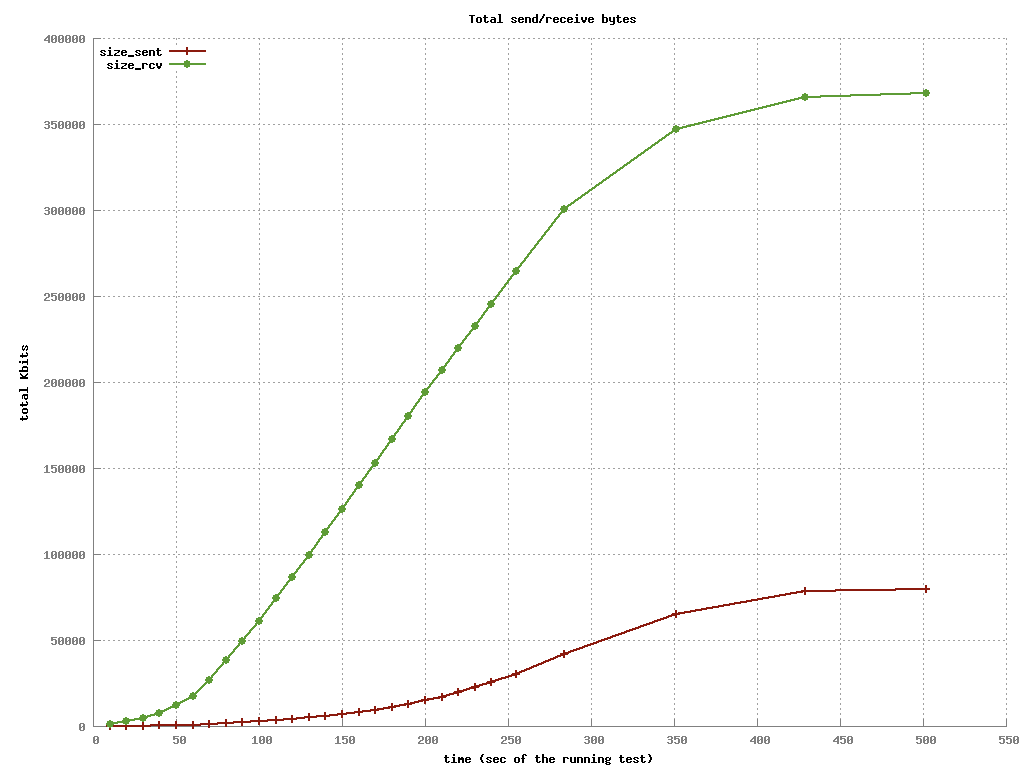 Total send/receive bytes
400000
size_sent
size_rcv
350000
300000
250000
total Kbits
200000
150000
100000
50000
0
0 50 100 150 200 250 300 350 400 450 500 550
time (sec of the running test)